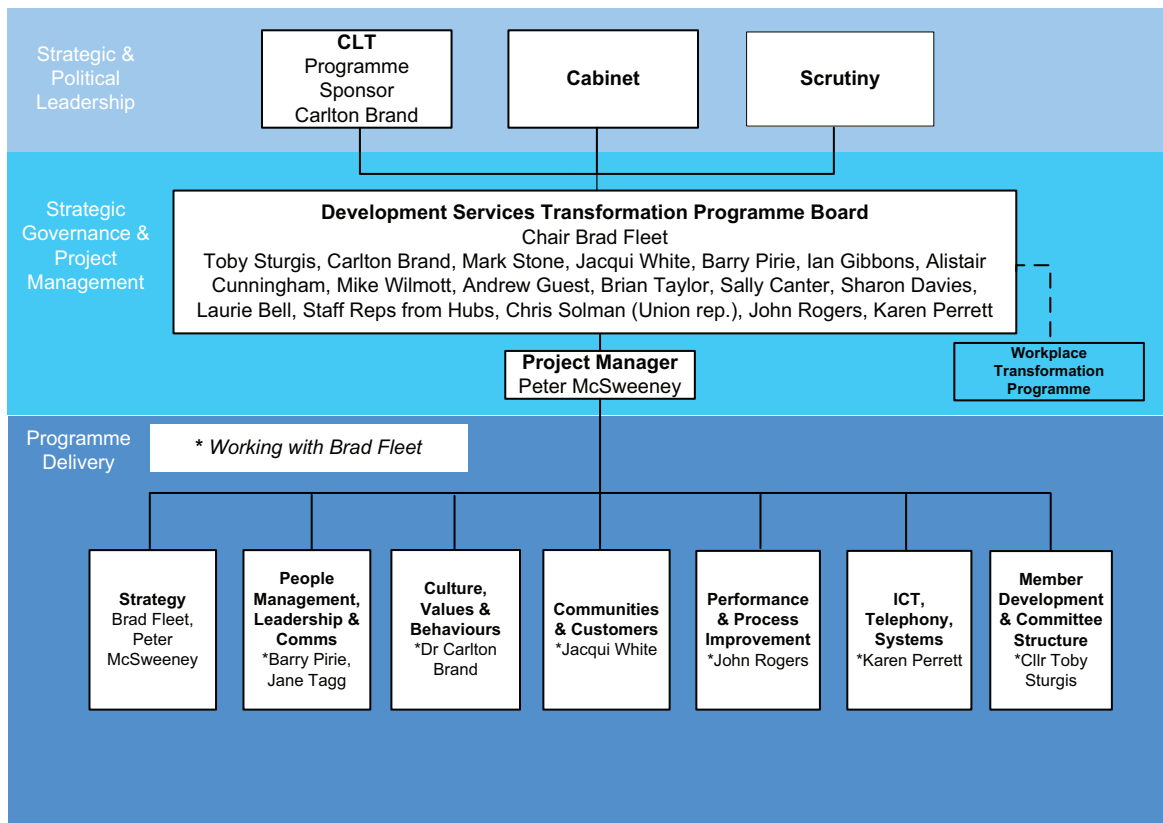 Strategic &
Political
Leadership
CLT
Programme
Sponsor
Carlton Brand
Cabinet
Scrutiny
Strategic
Governance &
Project
Management
Development Services Transformation Programme Board
Chair Brad Fleet
Toby Sturgis, Carlton Brand, Mark Stone, Jacqui White, Barry Pirie, Ian Gibbons, Alistair
Cunningham, Mike Wilmott, Andrew Guest, Brian Taylor, Sally Canter, Sharon Davies,
Laurie Bell, Staff Reps from Hubs, Chris Solman (Union rep.), John Rogers, Karen Perrett
Project Manager
Peter McSweeney
Workplace
Transformation
Programme
Programme
Delivery
* Working with Brad Fleet
Strategy
Brad Fleet,
Peter
McSweeney
People
Management,
Leadership &
Comms
*Barry Pirie,
Jane Tagg
Culture,
Values &
Behaviours
*Dr Carlton
Brand
Communities
& Customers
*Jacqui White
Performance
& Process
Improvement
*John Rogers
ICT,
Telephony,
Systems
*Karen Perrett
Member
Development
& Committee
Structure
*Cllr Toby
Sturgis